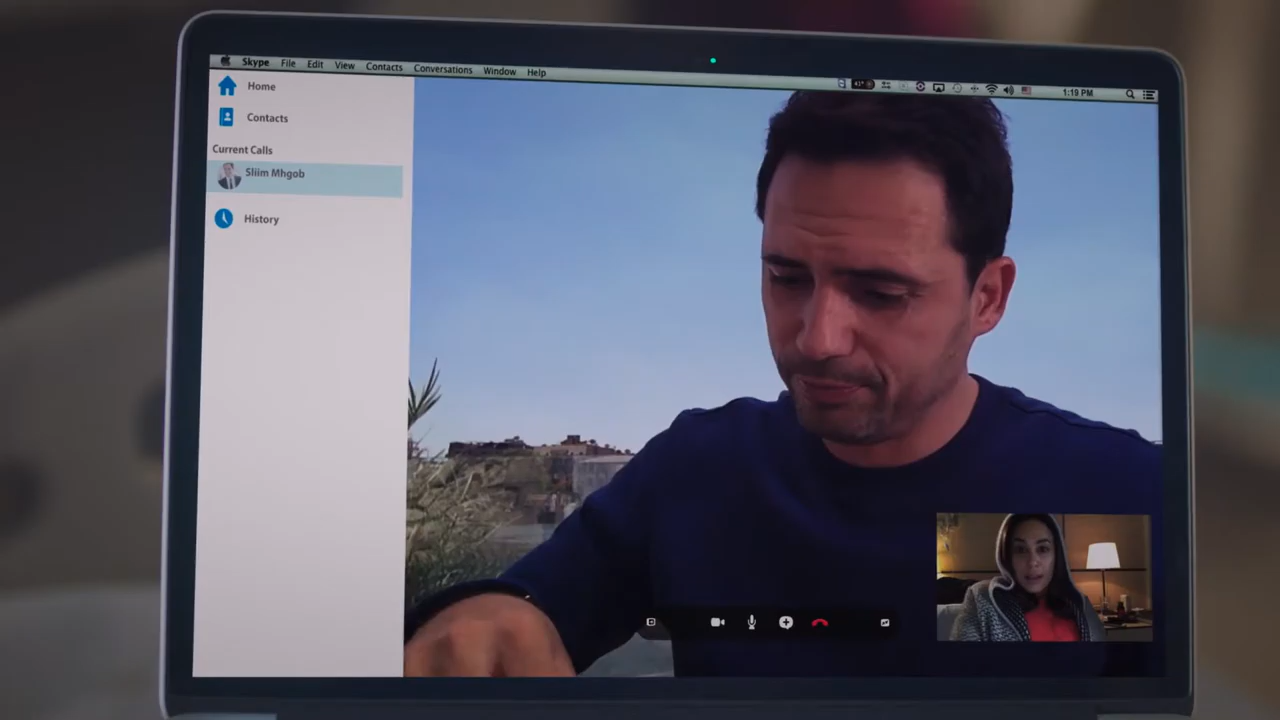 Skype File Edit View Contacts Conversations Window Help 1:19 PM
Home
Contacts
Current Calls
Sliim Mhgob
History